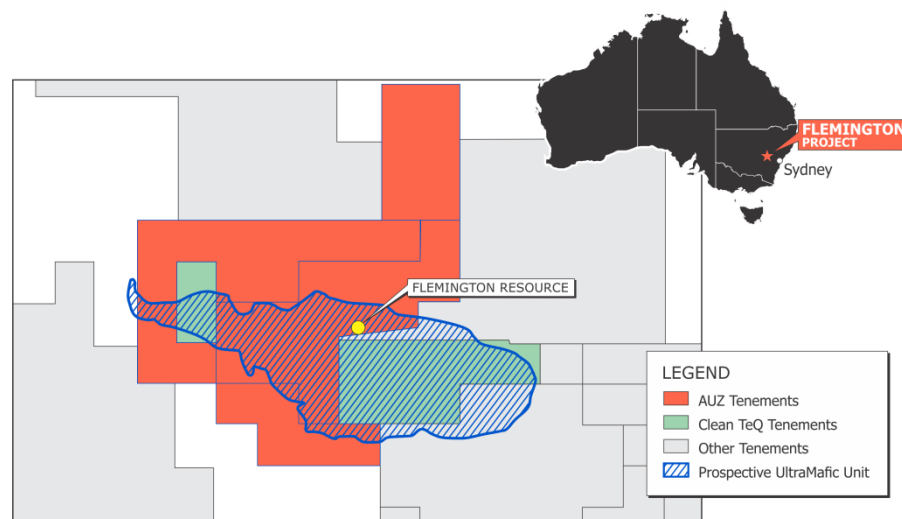 FLEMINGTON
PROJECT
Sydney
FLEMINGTON RESOURCE
LEGEND
AUZ Tenements
Clean TeQ Tenements
Other Tenements
Prospective UltraMafic Unit